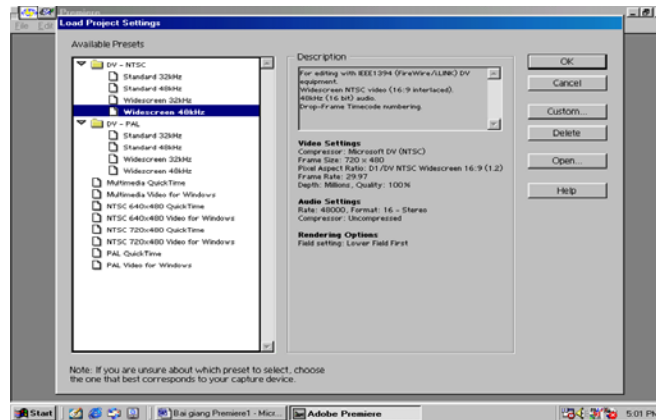 Premiere
File Edit
Load Project Settings
Available Presets
DV - NTSC
Standard 32kHz
Standard 48kHz
Widescreen 32kHz
Widescreen 48kHz
DV - PAL
Standard 32kHz
Standard 48kHz
Widescreen 32kHz
Widescreen 48kHz
Multimedia QuickTime
Multimedia Video for Windows
NTSC 640x480 QuickTime
NTSC 640x480 Video for Windows
NTSC 720x480 QuickTime
NTSC 720x480 Video for Windows
PAL QuickTime
PAL Video for Windows
Description
For editing with IEEE1394 (FireWire/i.LINK) DV
equipment.
Widescreen NTSC video (16:9 interlaced).
48kHz (16 bit) audio.
Drop-Frame Timecode numbering.
Video Settings
Compressor: Microsoft DV (NTSC)
Frame Size: 720 x 480
Pixel Aspect Ratio: D1/DV NTSC Widescreen 16:9 (1.2)
Frame Rate: 29.97
Depth: Millions, Quality: 100%
Audio Settings
Rate: 48000, Format: 16 - Stereo
Compressor: Uncompressed
Rendering Options
Field setting: Lower Field First
OK
Cancel
Custom...
Delete
Open...
Help
Note: If you are unsure about which preset to select, choose
the one that best corresponds to your capture device.
Start
Bai giang Premiere1 - Micr...
Adobe Premiere
5:01 PM